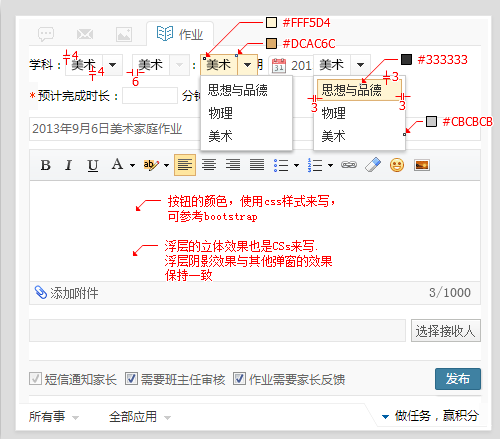 作业
#FFF5D4
#DCAC6C
学科： 美术 美术 ： 美术 明 31 201 美术
#333333
4
4
6
*预计完成时长： 分钟
思想与品德
物理
美术
思想与品德
物理
美术
3
3
3
#CBCBCB
2013年9月6日美术家庭作业
B I U A ab
按钮的颜色，使用css样式来写，
可参考bootstrap
浮层的立体效果也是CSs来写.
浮层阴影效果与其他弹窗的效果
保持一致
添加附件 3/1000
选择接收人
短信通知家长 需要班主任审核 作业需要家长反馈 发布
所有事 全部应用 做任务，赢积分